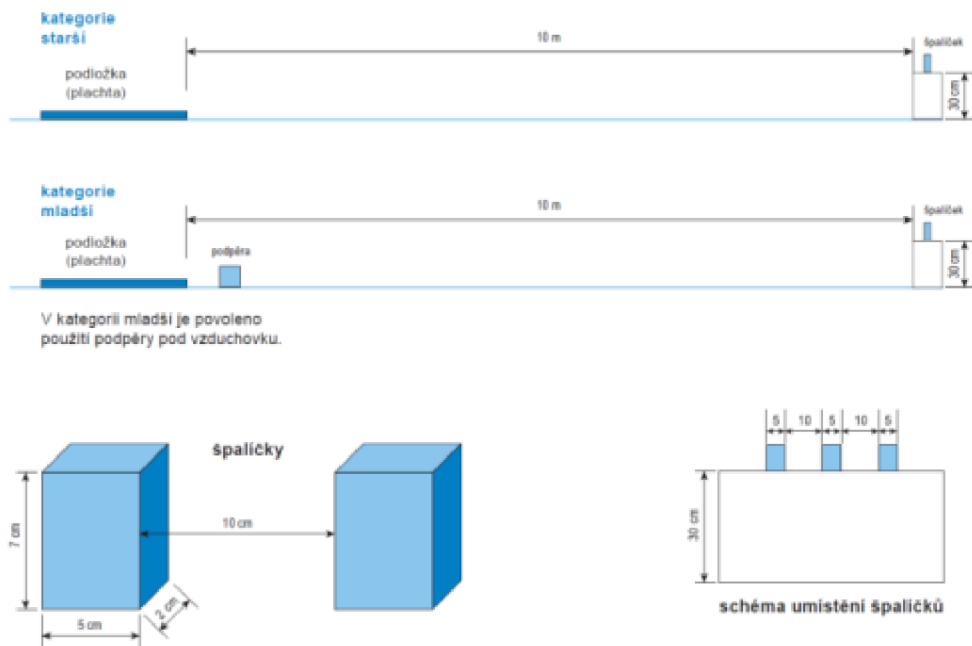 kategorie
starší
10 m
špalíček
podložka
(plachta)
30 cm
kategorie
mladší
10 m
špalíček
podložka
(plachta)
podpěra
30 cm
V kategorii mladší je povoleno
použití podpěry pod vzduchovku.
5 10 5 10 5
špalíčky
7 cm
10 cm
30 cm
2 cm
5 cm
schéma umístění špalíčků